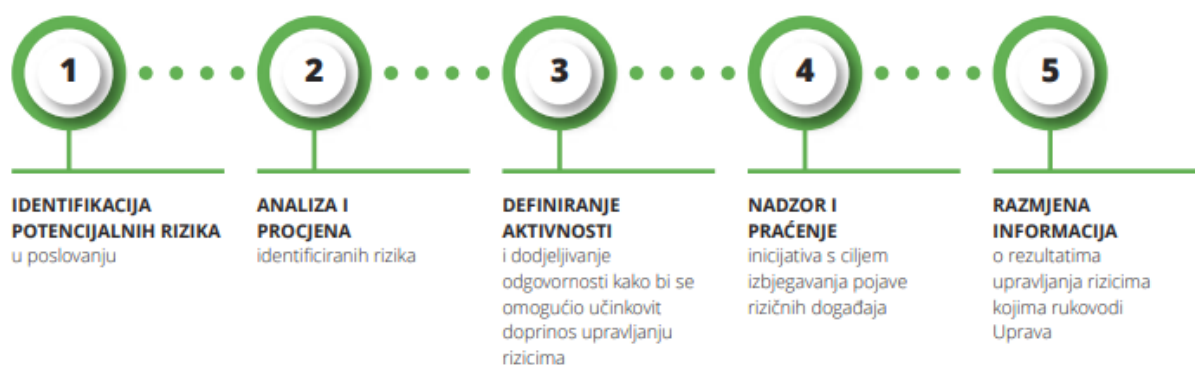 1
2
3
4
5
IDENTIFIKACIJA
POTENCIJALNIH RIZIKA
u poslovanju
ANALIZA I
PROCJENA
identificiranih rizika
DEFINIRANJE
AKTIVNOSTI
i dodjeljivanje
odgovornosti kako bi se
omogućio učinkovit
doprinos upravljanju
rizicima
NADZOR I
PRAĆENJE
inicijativa s ciljem
izbjegavanja pojave
rizičnih događaja
RAZMJENA
INFORMACIJA
o rezultatima
upravljanja rizicima
kojima rukovodi
Uprava